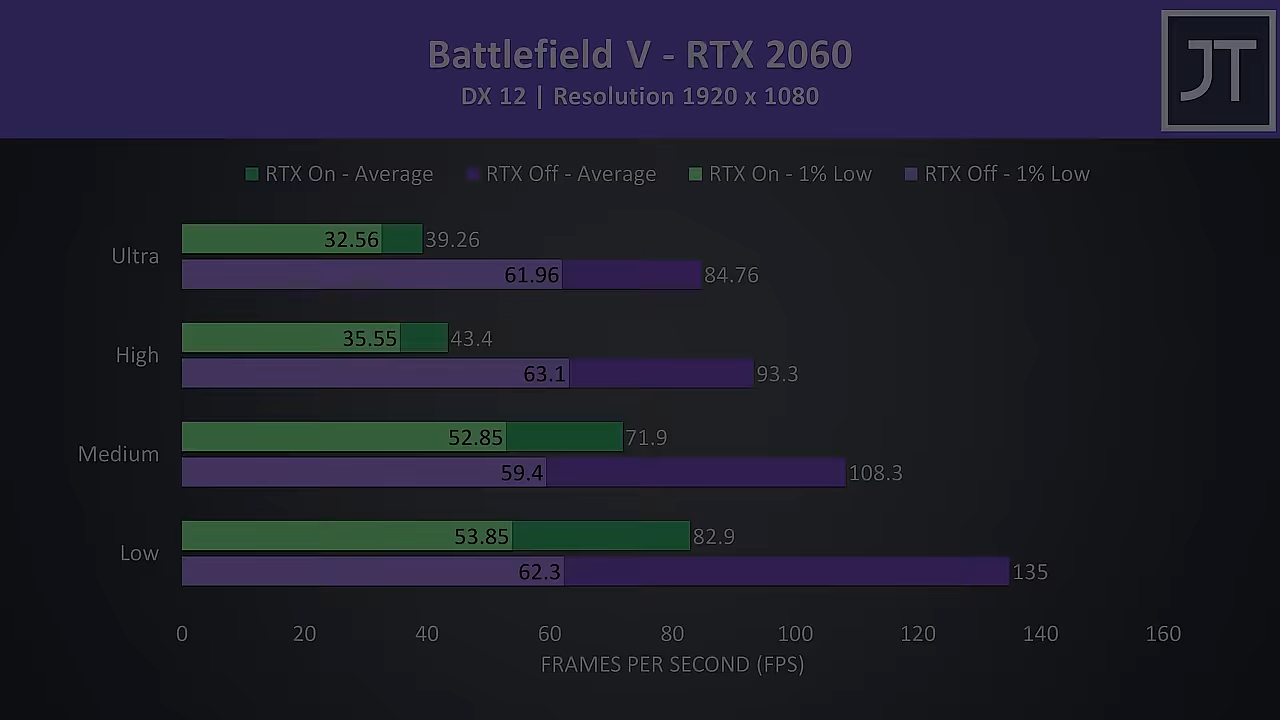 Battlefield V - RTX 2060
DX 12 | Resolution 1920 x 1080
JT
RTX On - Average RTX Off - Average RTX On - 1% Low RTX Off - 1% Low
Ultra
32.56 39.26
61.96 84.76
High
35.55 43.4
63.1 93.3
Medium
52.85 71.9
59.4 108.3
Low
53.85 82.9
62.3 135
0 20 40 60 80 100 120 140 160
FRAMES PER SECOND (FPS)